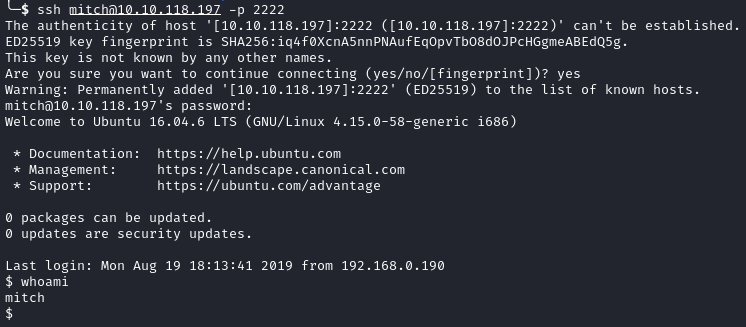 └─$ ssh mitch@10.10.118.197 -p 2222
The authenticity of host '[10.10.118.197]:2222 ([10.10.118.197]:2222)' can't be established.
ED25519 key fingerprint is SHA256:iq4f0XcnA5nnPNAufEqOpvTbO8dOJPcHGgmeABEdQ5g.
This key is not known by any other names.
Are you sure you want to continue connecting (yes/no/[fingerprint])? yes
Warning: Permanently added '[10.10.118.197]:2222' (ED25519) to the list of known hosts.
mitch@10.10.118.197's password:
Welcome to Ubuntu 16.04.6 LTS (GNU/Linux 4.15.0-58-generic i686)

 * Documentation:  https://help.ubuntu.com
 * Management:     https://landscape.canonical.com
 * Support:        https://ubuntu.com/advantage

0 packages can be updated.
0 updates are security updates.

Last login: Mon Aug 19 18:13:41 2019 from 192.168.0.190
$ whoami
mitch
$